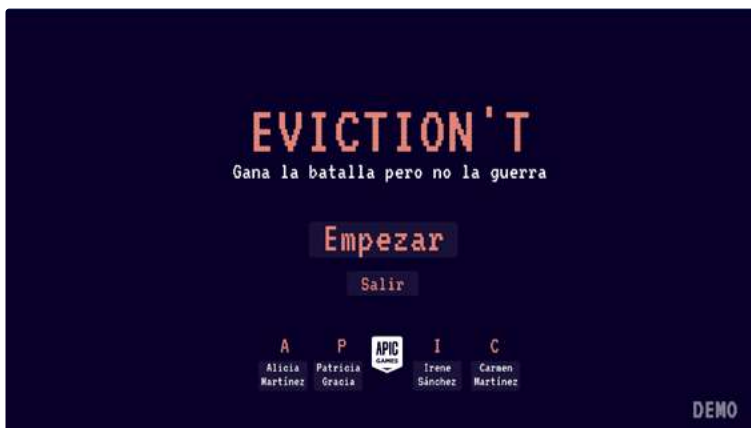 EVICTION'T
Gana la batalla pero no la guerra
Empezar
Salir
A P I C
APIC
GAMES
Alicia Patricia Irene Carmen
Martínez Gracia Sánchez Martínez
DEMO